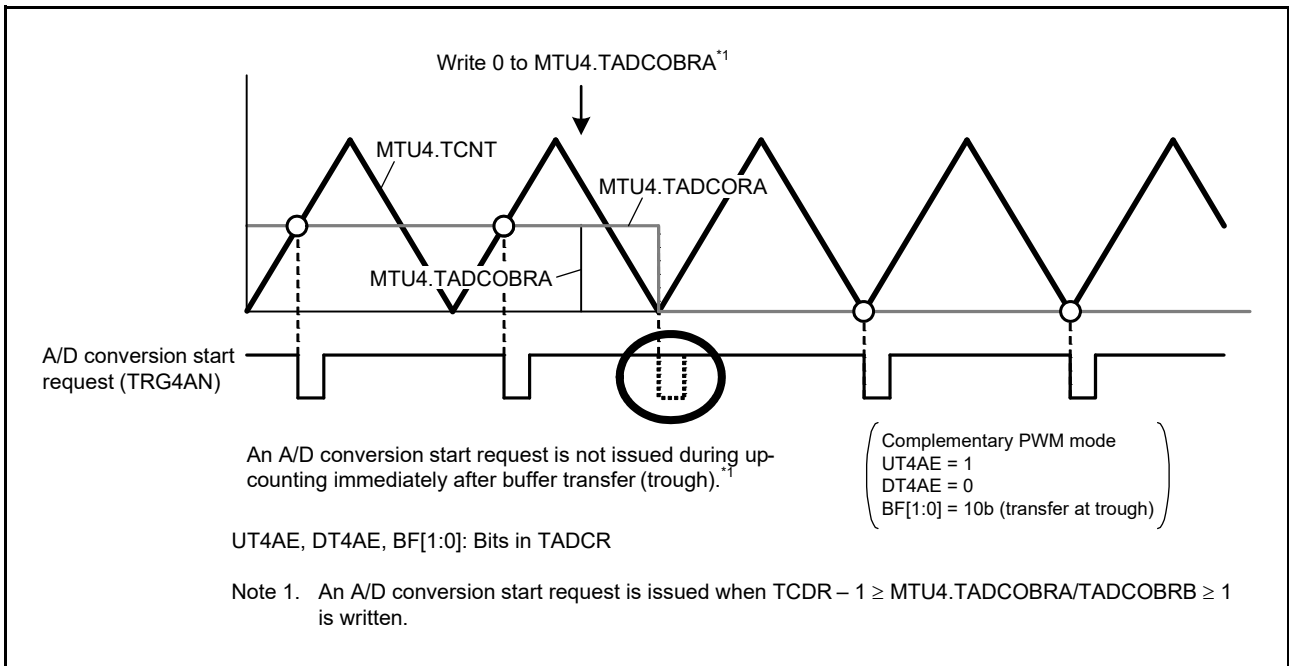 Write 0 to MTU4.TADCOBRA*1
MTU4.TCNT
MTU4.TADCORA
MTU4.TADCOBRA
A/D conversion start
request (TRG4AN)
An A/D conversion start request is not issued during up-
counting immediately after buffer transfer (trough).*1
Complementary PWM mode
UT4AE = 1
DT4AE = 0
BF[1:0] = 10b (transfer at trough)
UT4AE, DT4AE, BF[1:0]: Bits in TADCR
Note 1. An A/D conversion start request is issued when TCDR – 1 ≥ MTU4.TADCOBRA/TADCOBRB ≥ 1
is written.